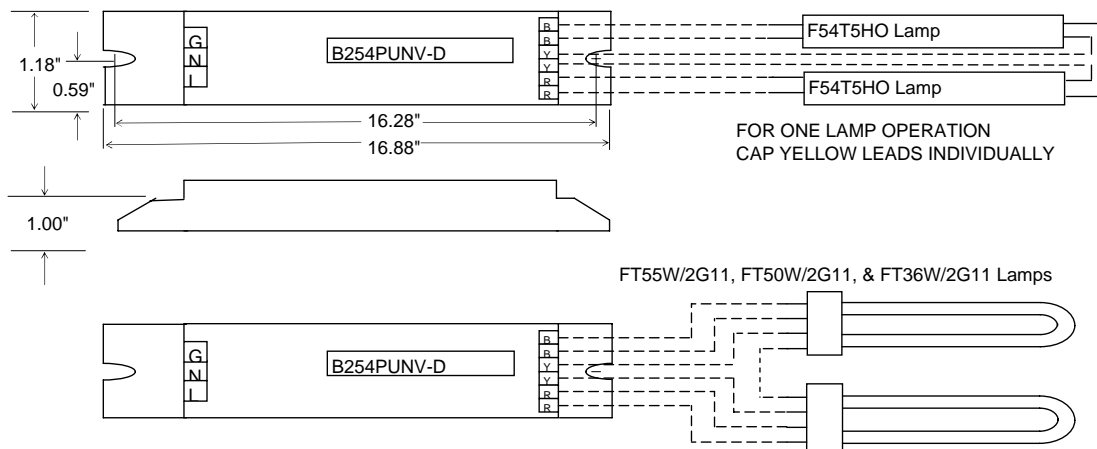 G
N
L
B254PUNV-D
B
B
Y
Y
R
R
F54T5HO Lamp
F54T5HO Lamp
1.18"
0.59"
16.28"
16.88"
FOR ONE LAMP OPERATION
CAP YELLOW LEADS INDIVIDUALLY
1.00"
FT55W/2G11, FT50W/2G11, & FT36W/2G11 Lamps
G
N
L
B254PUNV-D
B
B
Y
Y
R
R